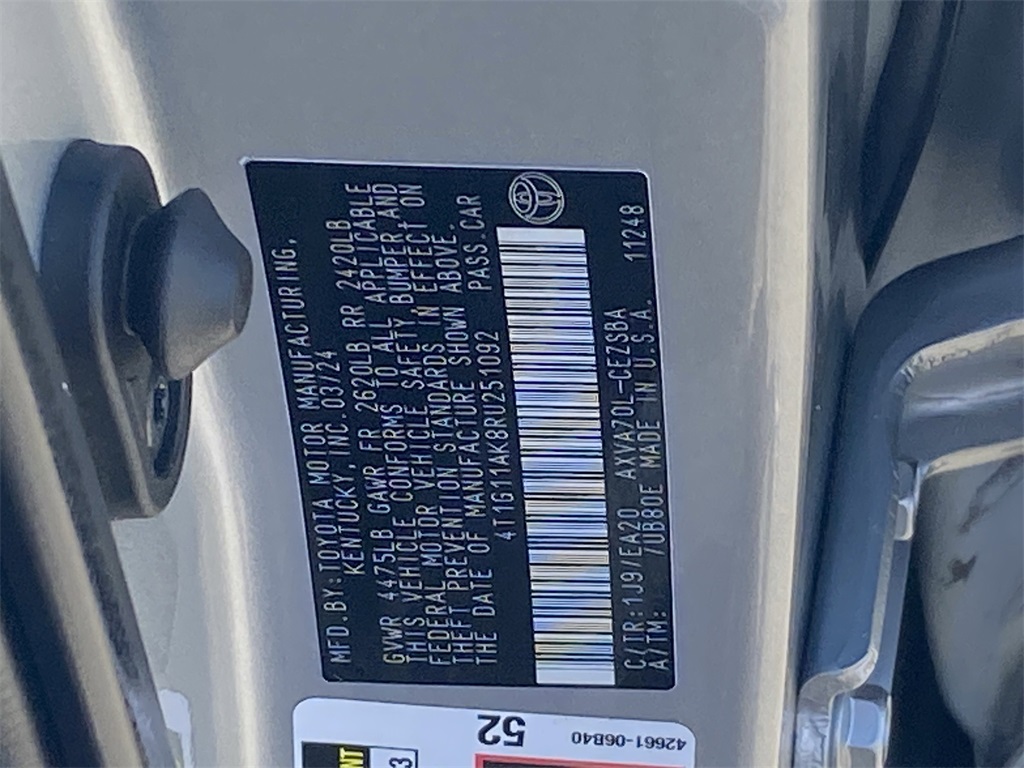 MFD.BY:TOYOTA MOTOR MANUFACTURING,
KENTUCKY, INC. 03/24
GVWR 4475LB GAWR FR 2620LB RR 2420LB
THIS VEHICLE CONFORMS TO ALL APPLICABLE
FEDERAL MOTOR VEHICLE SAFETY, BUMPER, AND
THEFT PREVENTION STANDARDS IN EFFECT ON
THE DATE OF MANUFACTURE SHOWN ABOVE.
4T1G11AK8RU251092 PASS.CAR
C/TR:1J9/EA20 AXVA70L-CEZSBA
A/TM: /UB80E MADE IN U.S.A. 11248
52
42661-06B40
3